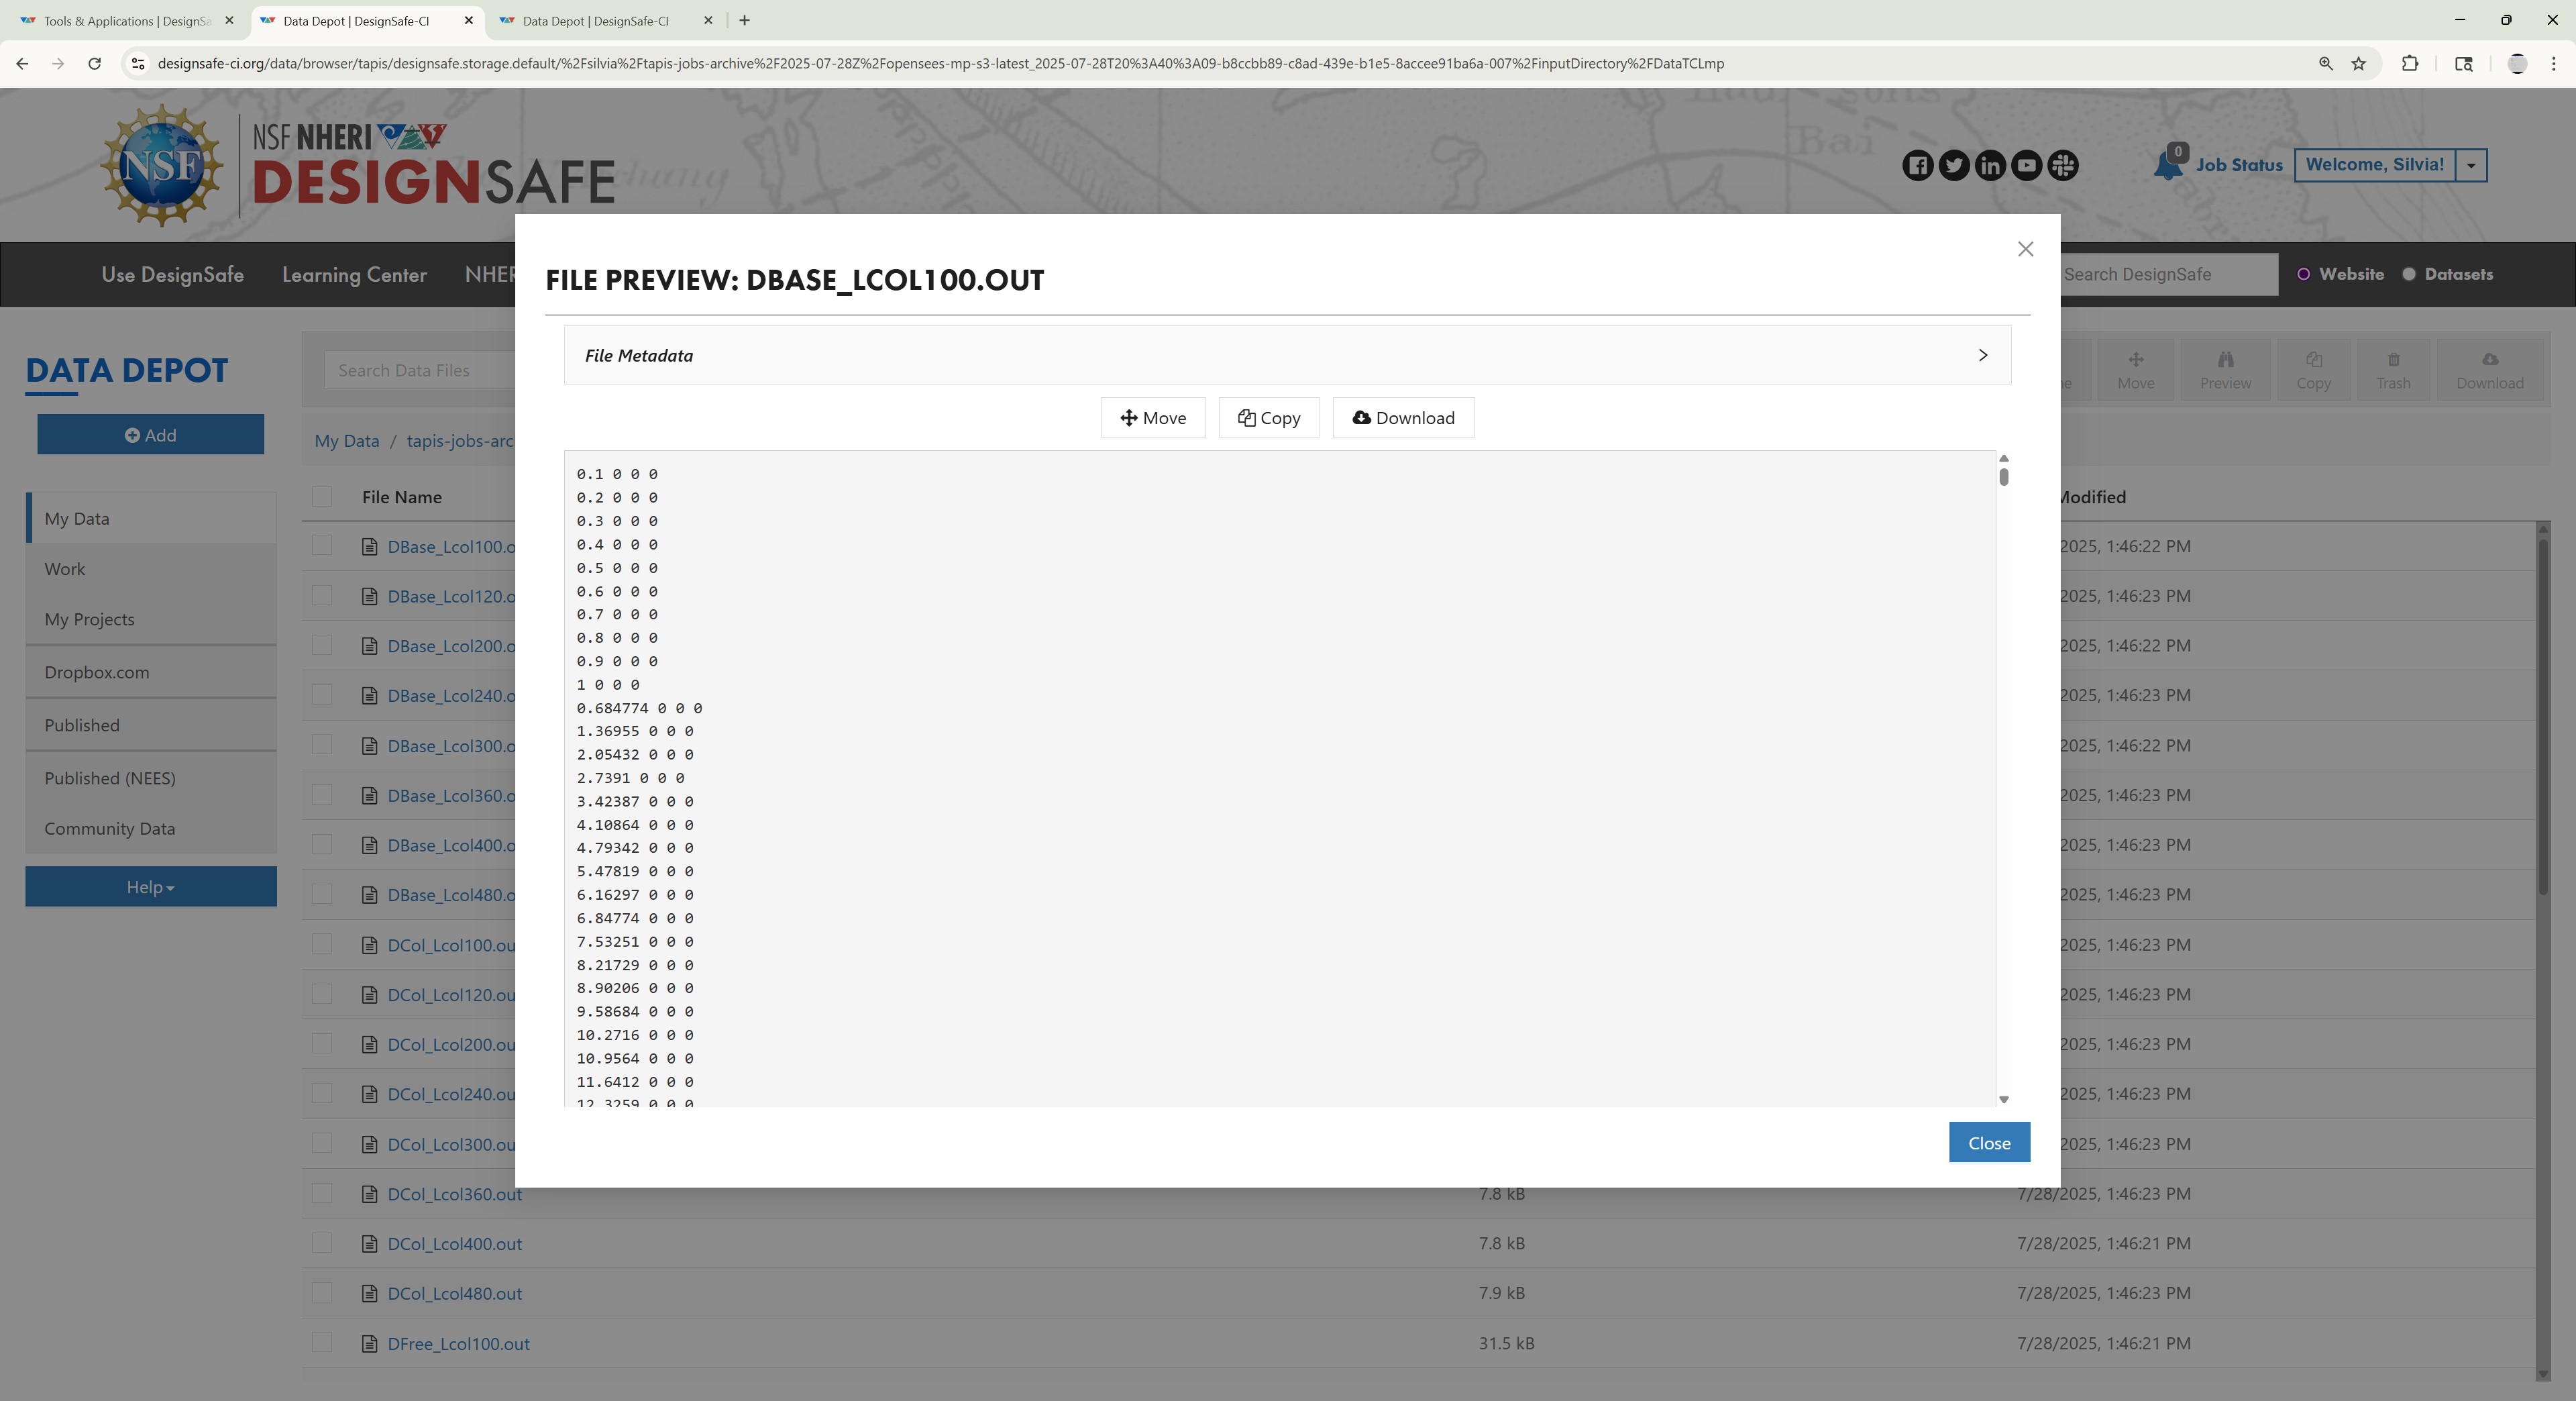 Tools & Applications | DesignSa
Data Depot | DesignSafe-CI
Data Depot | DesignSafe-CI
designsafe-ci.org/data/browser/tapis/designsafe.storage.default/%2Fsilvia%2Ftapis-jobs-archive%2F2025-07-28Z%2Fopensees-mp-s3-latest_2025-07-28T20%3A40%3A09-b8ccbb89-c8ad-439e-b1e5-8accee91ba6a-007%2FinputDirectory%2FDataTCLmp
NSF
NSF NHERI
DESIGNSAFE
0
Job Status
Welcome, Silvia!
Use DesignSafe
Learning Center
NHER
Search DesignSafe
Website
Datasets
DATA DEPOT
Add
My Data
Work
My Projects
Dropbox.com
Published
Published (NEES)
Community Data
Help
Search Data Files
Move
Preview
Copy
Trash
Download
My Data / tapis-jobs-arc
File Name
Modified
DBase_Lcol100.o
2025, 1:46:22 PM
DBase_Lcol120.o
2025, 1:46:23 PM
DBase_Lcol200.o
2025, 1:46:22 PM
DBase_Lcol240.o
2025, 1:46:23 PM
DBase_Lcol300.o
2025, 1:46:22 PM
DBase_Lcol360.o
2025, 1:46:23 PM
DBase_Lcol400.o
2025, 1:46:23 PM
DBase_Lcol480.o
2025, 1:46:23 PM
DCol_Lcol100.ou
2025, 1:46:23 PM
DCol_Lcol120.ou
2025, 1:46:23 PM
DCol_Lcol200.ou
2025, 1:46:23 PM
DCol_Lcol240.ou
2025, 1:46:23 PM
DCol_Lcol300.ou
2025, 1:46:23 PM
DCol_Lcol360.out
7.8 kB
7/28/2025, 1:46:23 PM
DCol_Lcol400.out
7.8 kB
7/28/2025, 1:46:21 PM
DCol_Lcol480.out
7.9 kB
7/28/2025, 1:46:23 PM
DFree_Lcol100.out
31.5 kB
7/28/2025, 1:46:21 PM
FILE PREVIEW: DBASE_LCOL100.OUT
File Metadata
Move
Copy
Download
0.1 0 0 0
0.2 0 0 0
0.3 0 0 0
0.4 0 0 0
0.5 0 0 0
0.6 0 0 0
0.7 0 0 0
0.8 0 0 0
0.9 0 0 0
1 0 0 0
0.684774 0 0 0
1.36955 0 0 0
2.05432 0 0 0
2.7391 0 0 0
3.42387 0 0 0
4.10864 0 0 0
4.79342 0 0 0
5.47819 0 0 0
6.16297 0 0 0
6.84774 0 0 0
7.53251 0 0 0
8.21729 0 0 0
8.90206 0 0 0
9.58684 0 0 0
10.2716 0 0 0
10.9564 0 0 0
11.6412 0 0 0
12.3259 0 0 0
Close